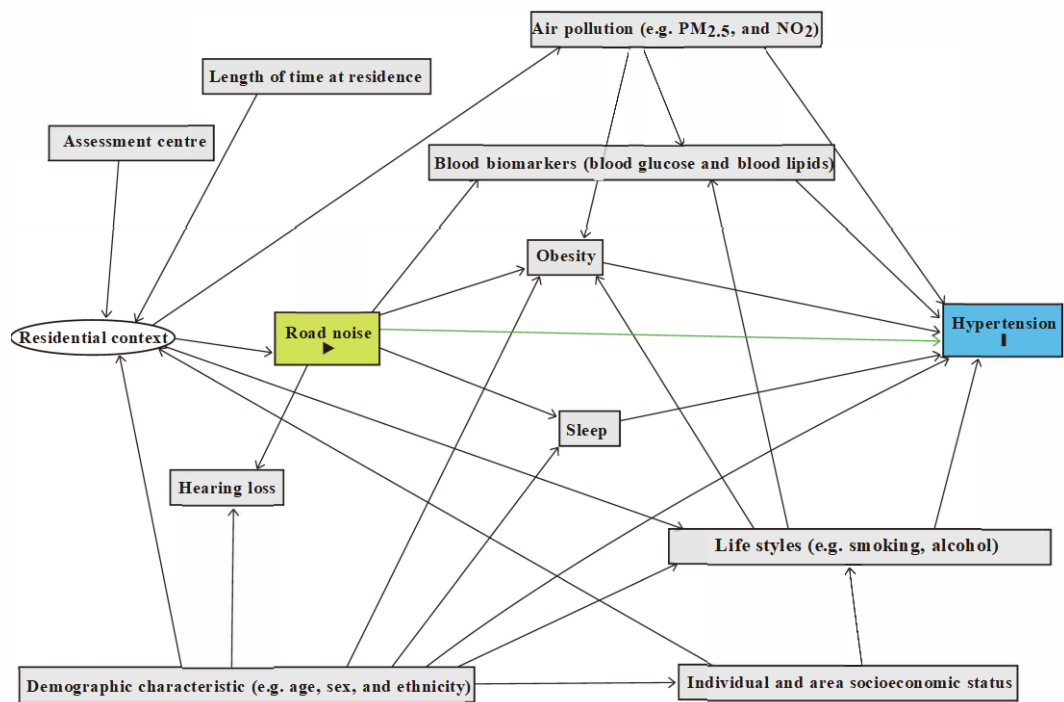 Air pollution (e.g. PM2.5, and NO2)
Length of time at residence
Assessment centre
Blood biomarkers (blood glucose and blood lipids)
Obesity
Residential context
Road noise
Hypertension
Sleep
Hearing loss
Life styles (e.g. smoking, alcohol)
Demographic characteristic (e.g. age, sex, and ethnicity)
Individual and area socioeconomic status